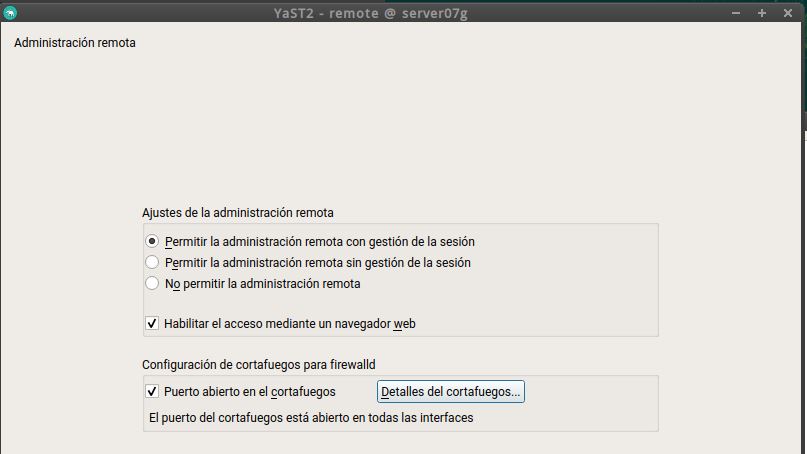 YaST2 - remote @ server07g
Administración remota
Ajustes de la administración remota
Permitir la administración remota con gestión de la sesión
Permitir la administración remota sin gestión de la sesión
No permitir la administración remota
Habilitar el acceso mediante un navegador web
Configuración de cortafuegos para firewalld
Puerto abierto en el cortafuegos Detalles del cortafuegos...
El puerto del cortafuegos está abierto en todas las interfaces